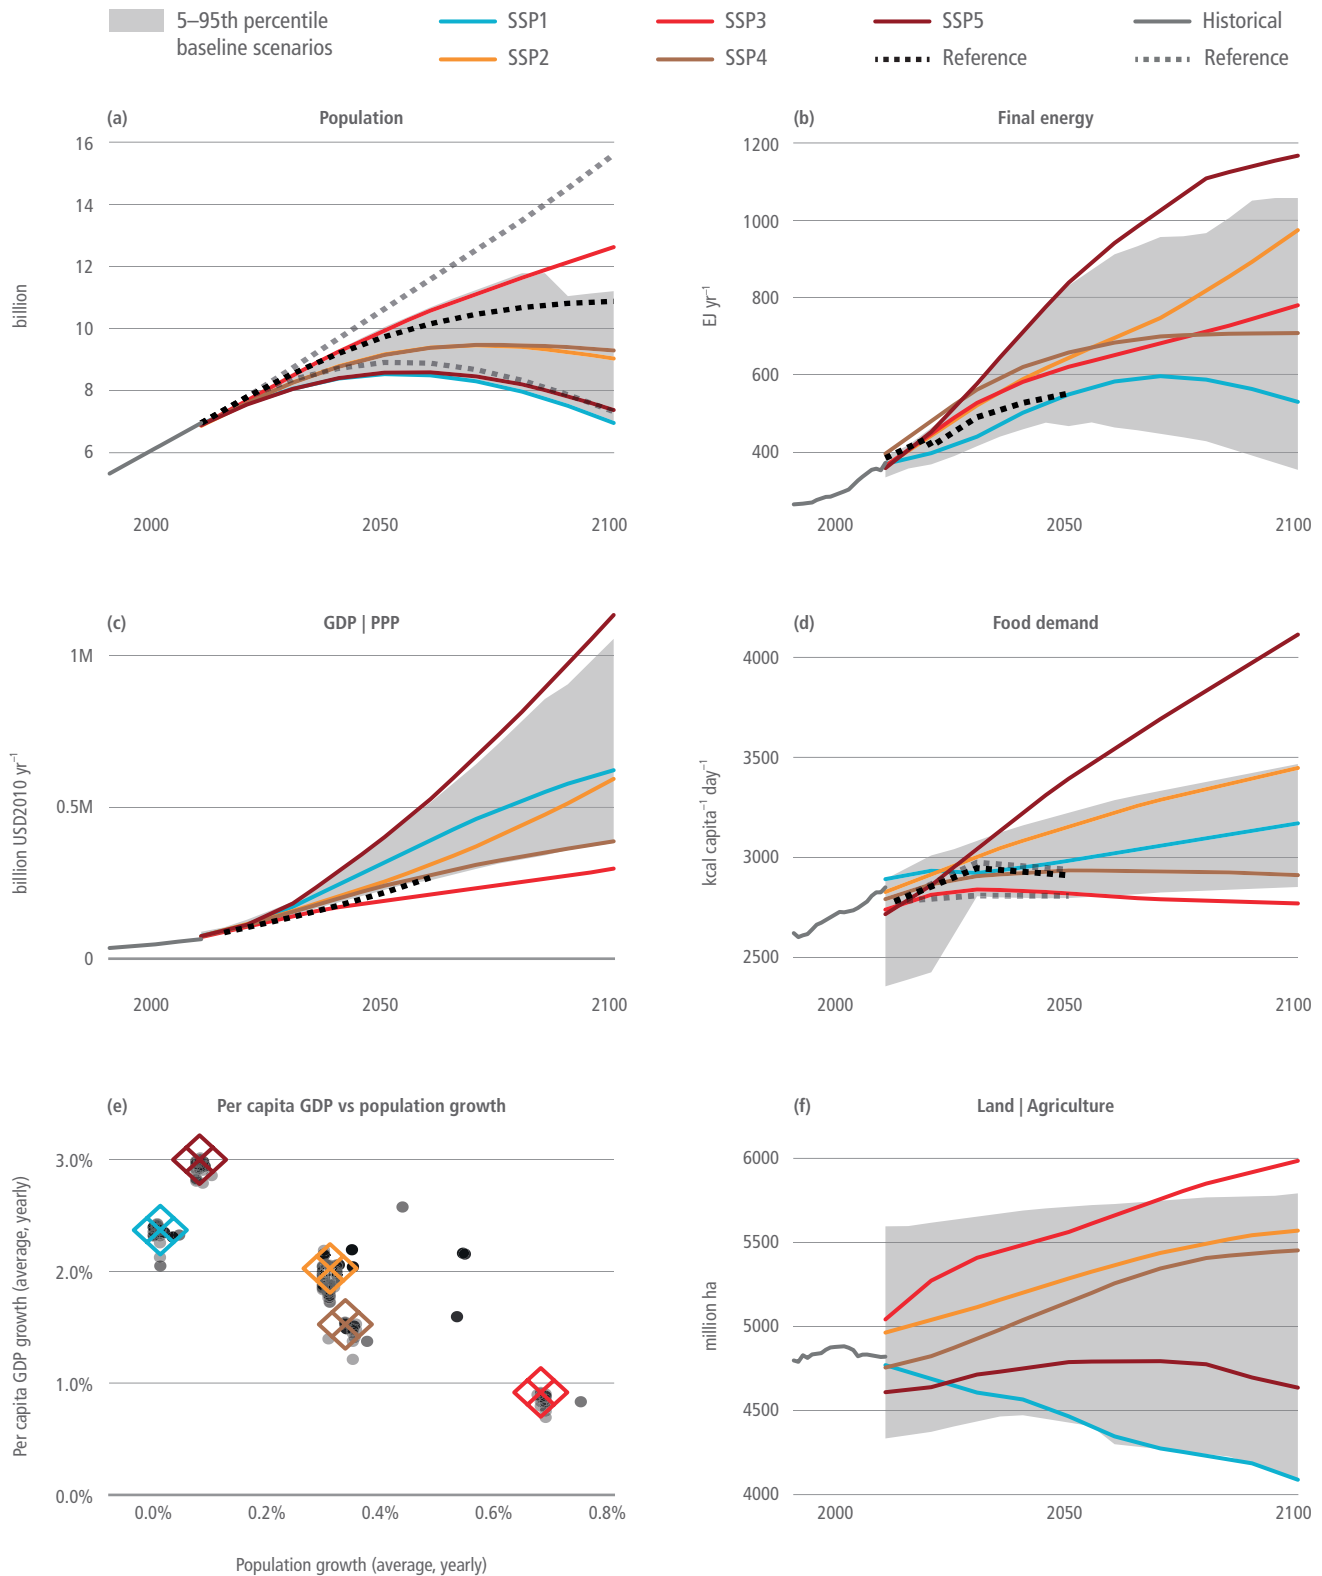 5–95th percentile
baseline scenarios
SSP1
SSP2
SSP3
SSP4
SSP5
Reference
Historical
Reference
(a) Population
billion
16
14
12
10
8
6
2000 2050 2100
(b) Final energy
EJ yr⁻¹
1200
1000
800
600
400
2000 2050 2100
(c) GDP | PPP
billion USD2010 yr⁻¹
1M
0.5M
0
2000 2050 2100
(d) Food demand
kcal capita⁻¹ day⁻¹
4000
3500
3000
2500
2000 2050 2100
(e) Per capita GDP vs population growth
Per capita GDP growth (average, yearly)
3.0%
2.0%
1.0%
0.0%
0.0% 0.2% 0.4% 0.6% 0.8%
Population growth (average, yearly)
(f) Land | Agriculture
million ha
6000
5500
5000
4500
4000
2000 2050 2100